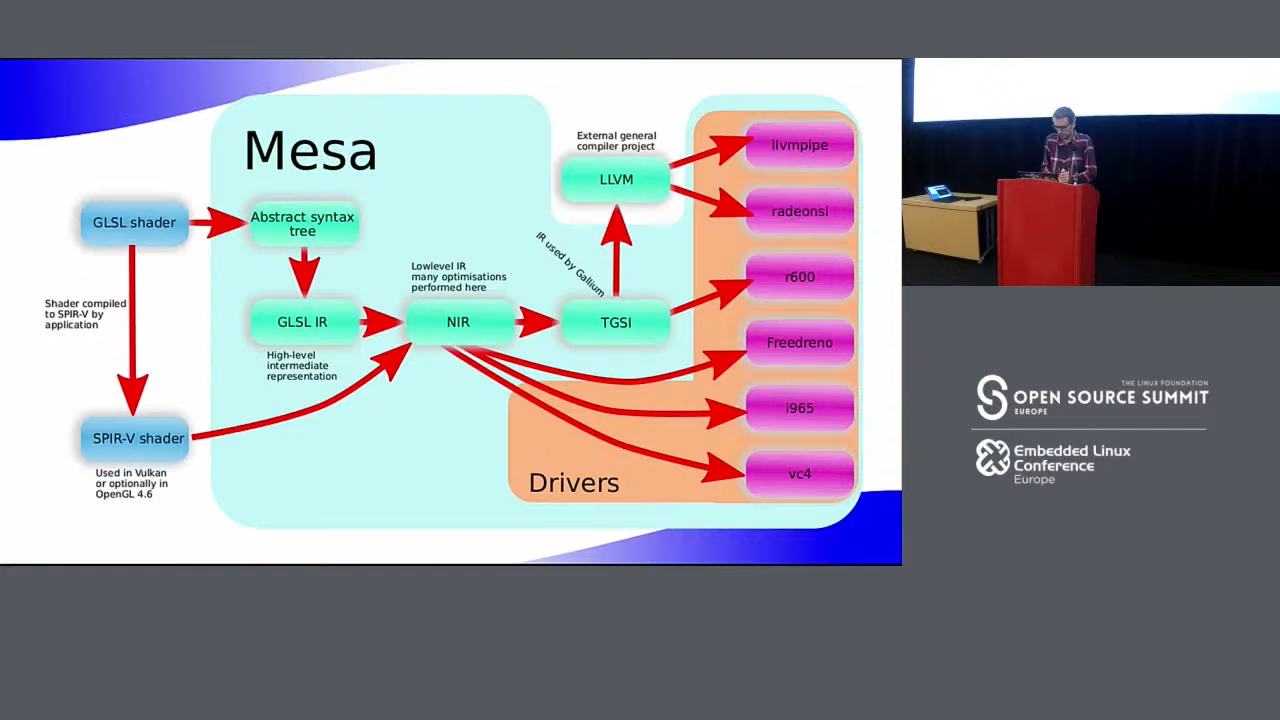 Mesa
GLSL shader
Abstract syntax
tree
External general
compiler project
LLVM
llvmpipe
radeonsi
IR used by Gallium
r600
Lowlevel IR
many optimisations
performed here
Shader compiled
to SPIR-V by
application
GLSL IR
NIR
TGSI
High-level
intermediate
representation
Freedreno
i965
SPIR-V shader
Used in Vulkan
or optionally in
OpenGL 4.6
Drivers
vc4
THE LINUX FOUNDATION
OPEN SOURCE SUMMIT
EUROPE
Embedded Linux
Conference
Europe